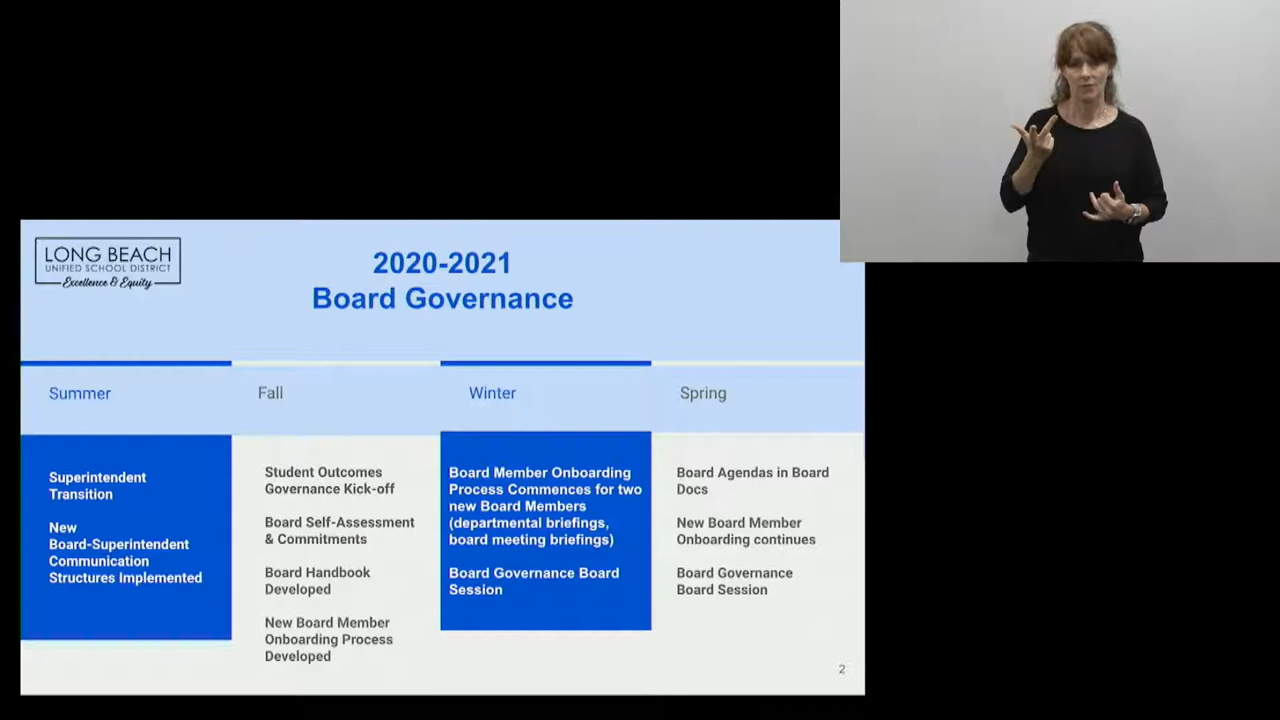 LONG BEACH
UNIFIED SCHOOL DISTRICT
Excellence & Equity
2020-2021
Board Governance
Summer
Fall
Winter
Spring
Superintendent
Transition
New
Board-Superintendent
Communication
Structures Implemented
Student Outcomes
Governance Kick-off
Board Self-Assessment
& Commitments
Board Handbook
Developed
New Board Member
Onboarding Process
Developed
Board Member Onboarding
Process Commences for two
new Board Members
(departmental briefings,
board meeting briefings)
Board Governance Board
Session
Board Agendas in Board
Docs
New Board Member
Onboarding continues
Board Governance
Board Session
2